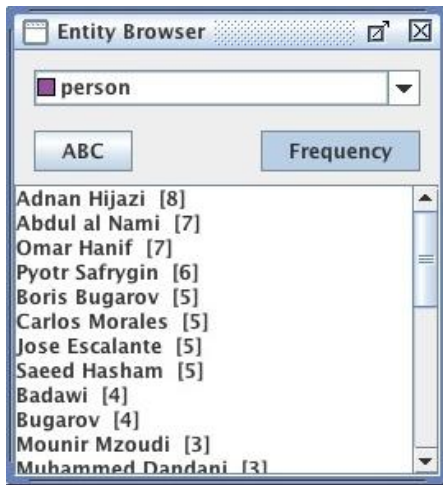 Entity Browser
person
ABC
Frequency
Adnan Hijazi [8]
Abdul al Nami [7]
Omar Hanif [7]
Pyotr Safrygin [6]
Boris Bugarov [5]
Carlos Morales [5]
Jose Escalante [5]
Saeed Hasham [5]
Badawi [4]
Bugarov [4]
Mounir Mzoudi [3]
Muhammed Dandani [3]